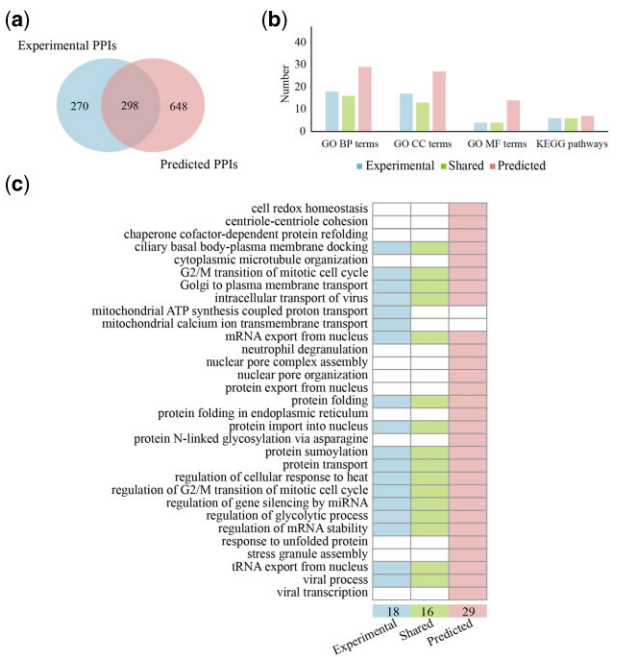 (a)
Experimental PPIs
270
298
648
Predicted PPIs
(b)
Number
40
30
20
10
0
GO BP terms
GO CC terms
GO MF terms
KEGG pathways
Experimental
Shared
Predicted
(c)
cell redox homeostasis
centriole-centriole cohesion
chaperone cofactor-dependent protein refolding
ciliary basal body-plasma membrane docking
cytoplasmic microtubule organization
G2/M transition of mitotic cell cycle
Golgi to plasma membrane transport
intracellular transport of virus
mitochondrial ATP synthesis coupled proton transport
mitochondrial calcium ion transmembrane transport
mRNA export from nucleus
neutrophil degranulation
nuclear pore complex assembly
nuclear pore organization
protein export from nucleus
protein folding
protein folding in endoplasmic reticulum
protein import into nucleus
protein N-linked glycosylation via asparagine
protein sumoylation
protein transport
regulation of cellular response to heat
regulation of G2/M transition of mitotic cell cycle
regulation of gene silencing by miRNA
regulation of glycolytic process
regulation of mRNA stability
response to unfolded protein
stress granule assembly
tRNA export from nucleus
viral process
viral transcription
18
16
29
Experimental
Shared
Predicted